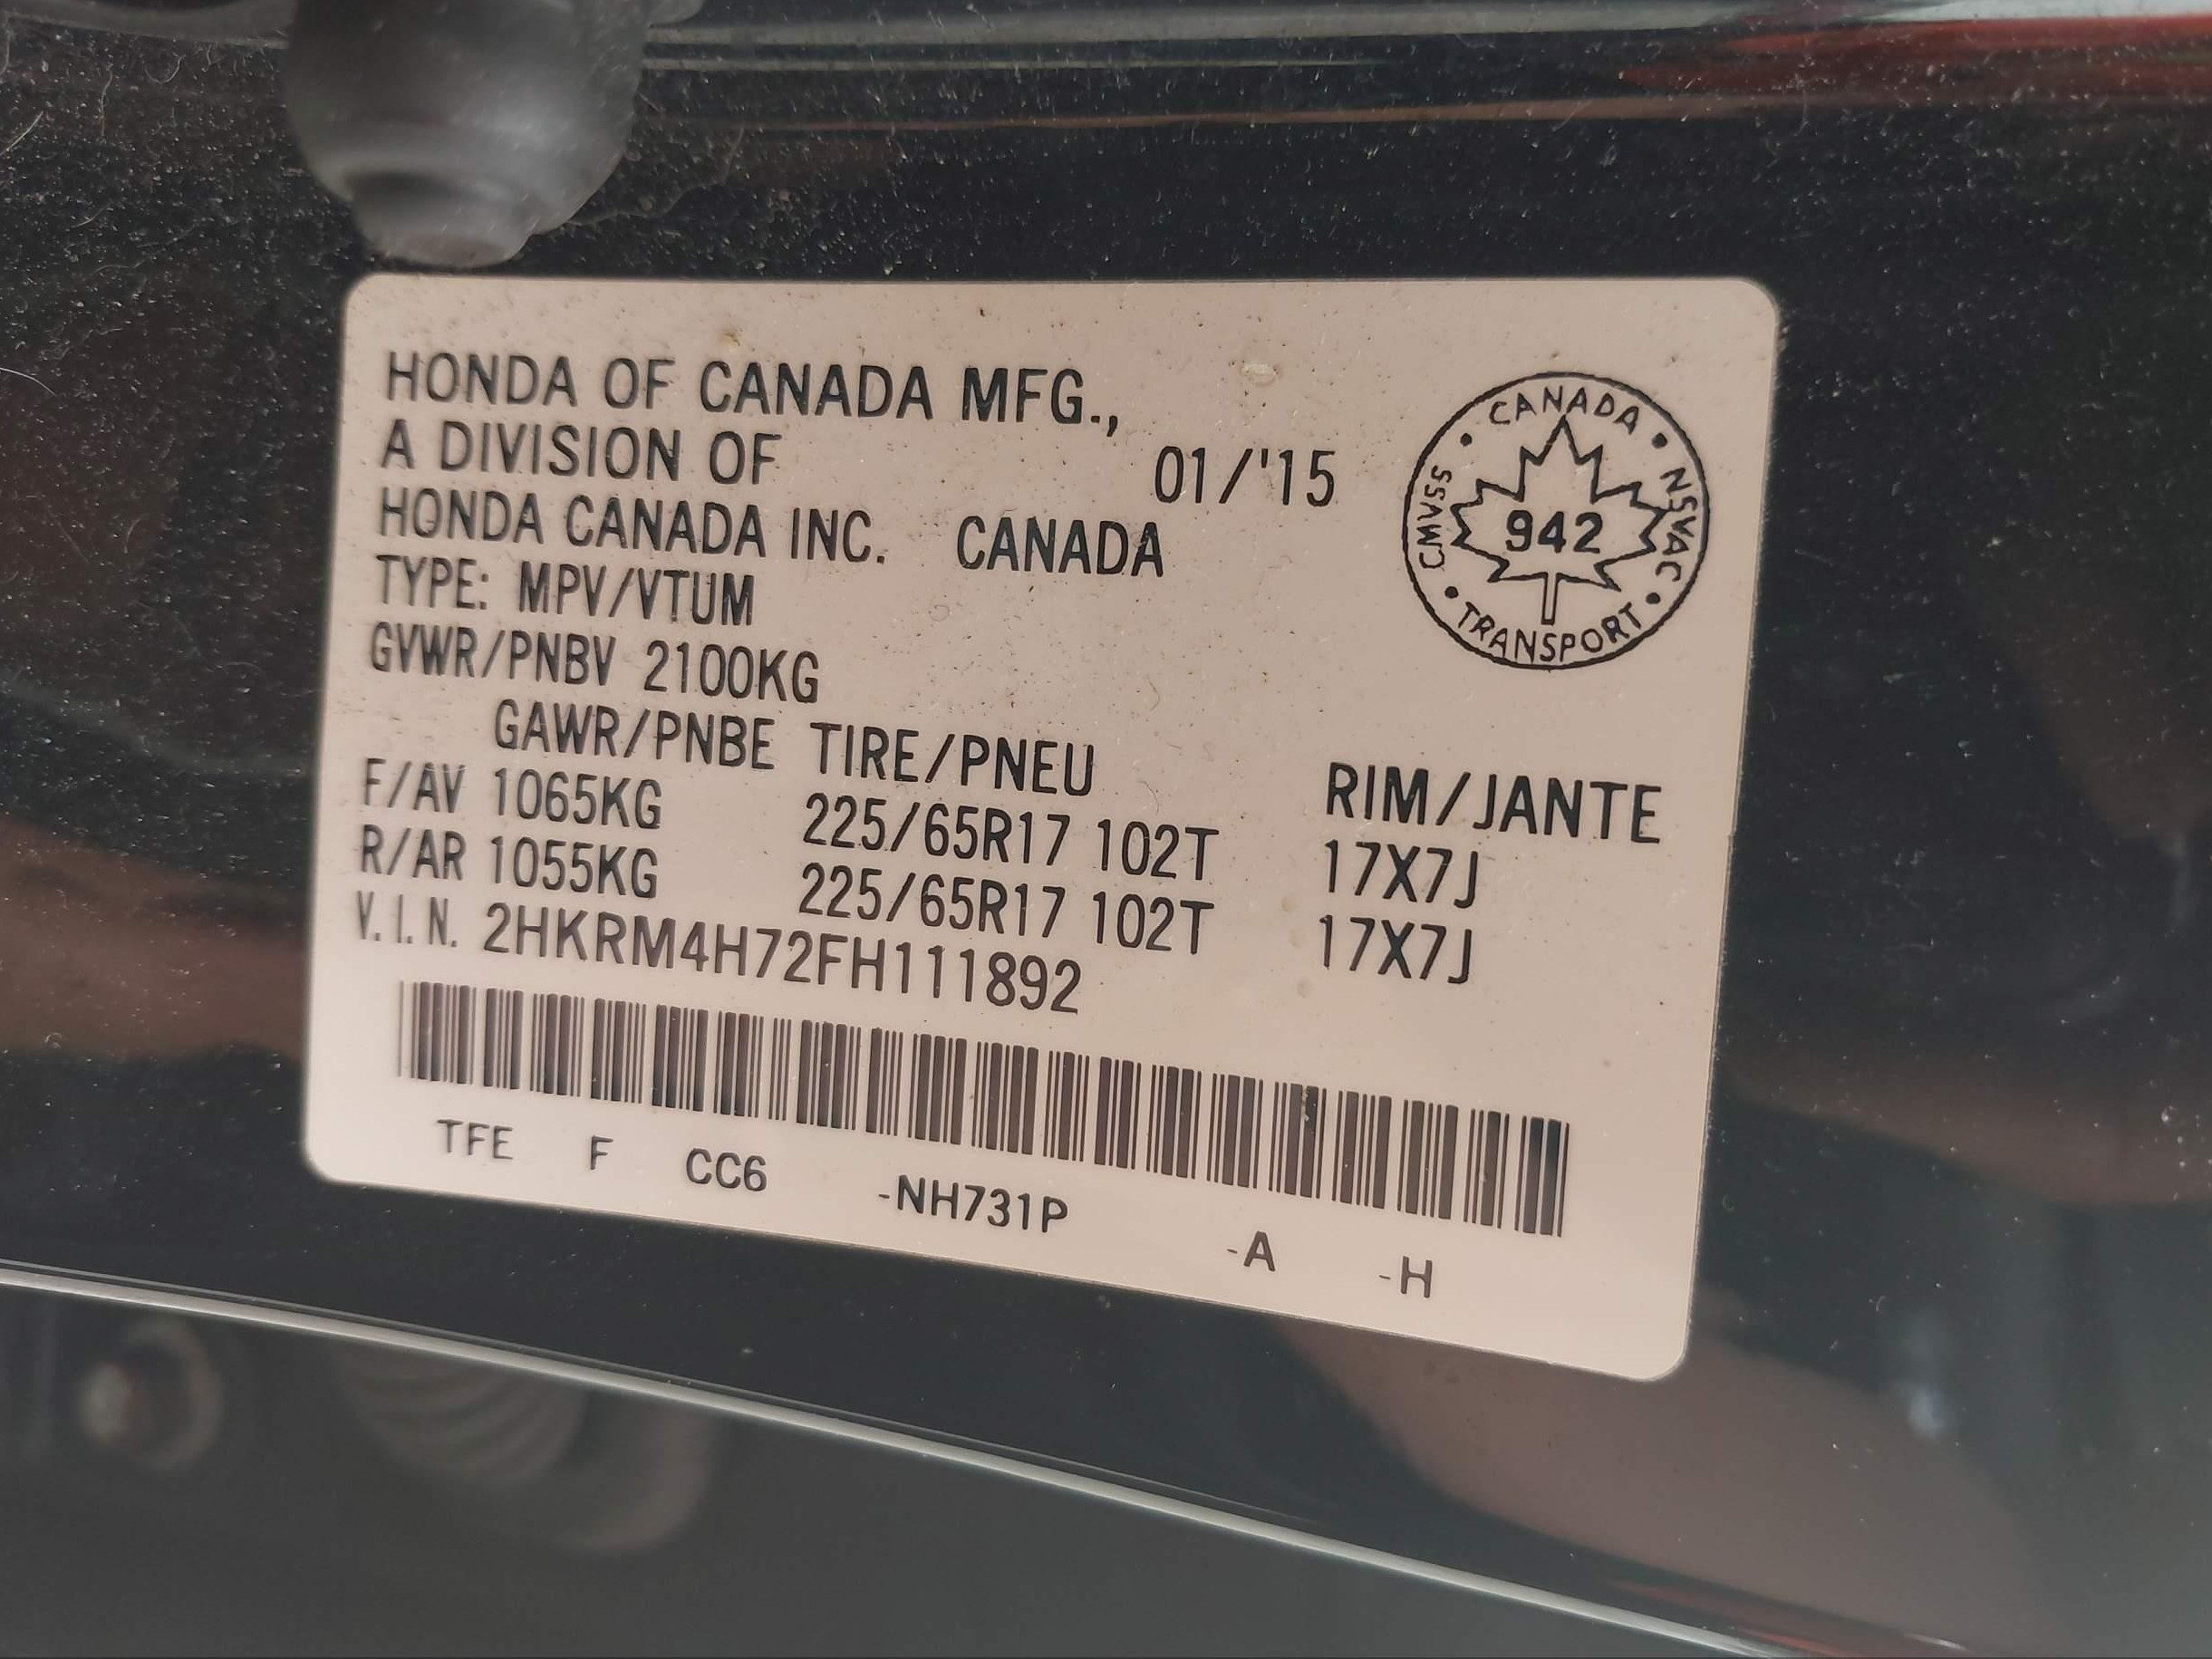 HONDA OF CANADA MFG.,
A DIVISION OF 01/'15
HONDA CANADA INC. CANADA
TYPE: MPV/VTUM
GVWR/PNBV 2100KG
GAWR/PNBE TIRE/PNEU RIM/JANTE
F/AV 1065KG 225/65R17 102T 17X7J
R/AR 1055KG 225/65R17 102T 17X7J
V.I.N. 2HKRM4H72FH111892
TFE F CC6 -NH731P -A -H
CANADA • NSVAC • TRANSPORT • CMVSS •
942